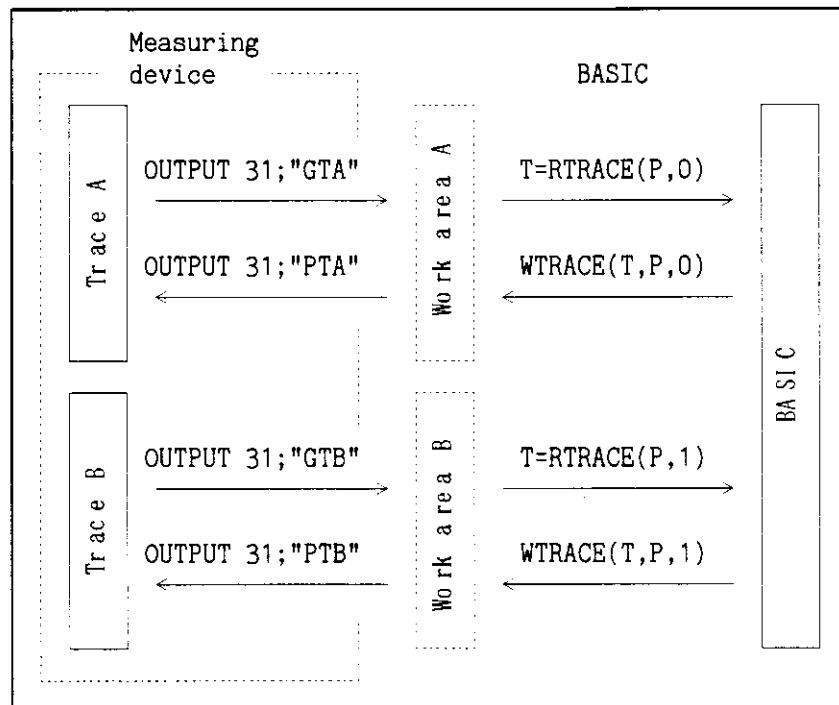 Measuring
device
BASIC
Trace A
OUTPUT 31;"GTA"
Work area A
T=RTRACE(P,0)
OUTPUT 31;"PTA"
WTRACE(T,P,0)
BASIC
Trace B
OUTPUT 31;"GTB"
Work area B
T=RTRACE(P,1)
OUTPUT 31;"PTB"
WTRACE(T,P,1)